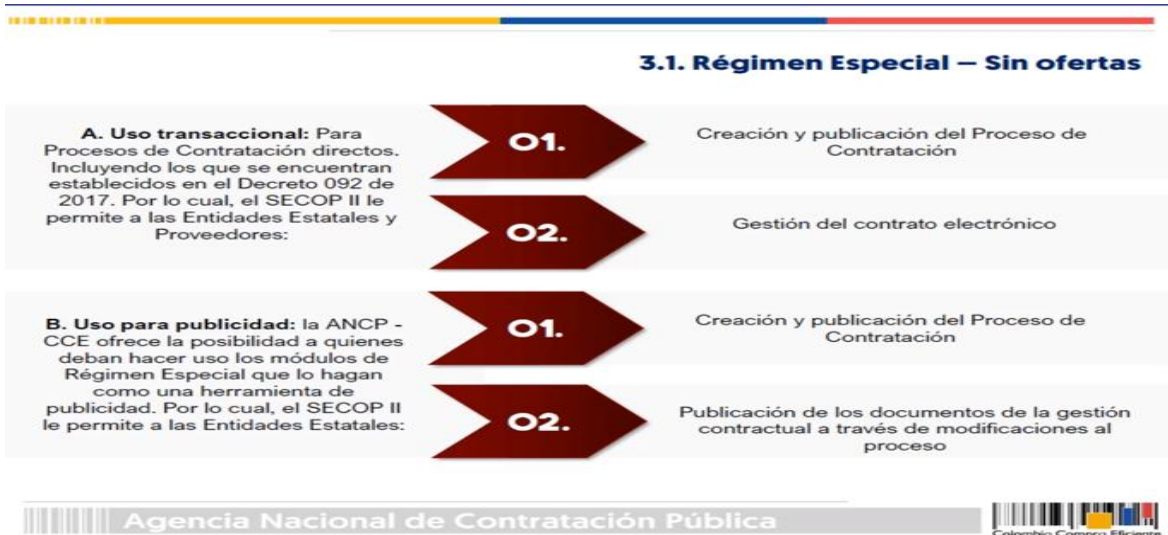 3.1. Régimen Especial – Sin ofertas
A. Uso transaccional: Para
Procesos de Contratación directos.
Incluyendo los que se encuentran
establecidos en el Decreto 092 de
2017. Por lo cual, el SECOP II le
permite a las Entidades Estatales y
Proveedores:
01.
Creación y publicación del Proceso de
Contratación
02.
Gestión del contrato electrónico
B. Uso para publicidad: la ANCP -
CCE ofrece la posibilidad a quienes
deban hacer uso los módulos de
Régimen Especial que lo hagan
como una herramienta de
publicidad. Por lo cual, el SECOP II
le permite a las Entidades Estatales:
01.
Creación y publicación del Proceso de
Contratación
02.
Publicación de los documentos de la gestión
contractual a través de modificaciones al
proceso
Agencia Nacional de Contratación Pública
Colombia Compra Eficiente